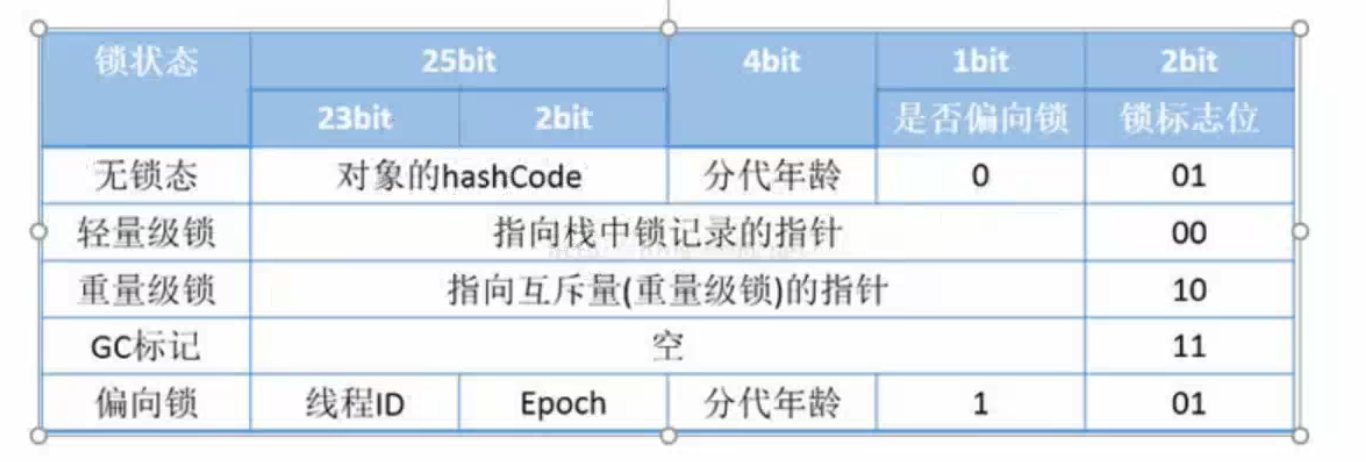 锁状态 25bit 4bit 1bit 2bit
23bit 2bit 是否偏向锁 锁标志位
无锁态 对象的hashCode 分代年龄 0 01
轻量级锁 指向栈中锁记录的指针 00
重量级锁 指向互斥量(重量级锁)的指针 10
GC标记 空 11
偏向锁 线程ID Epoch 分代年龄 1 01